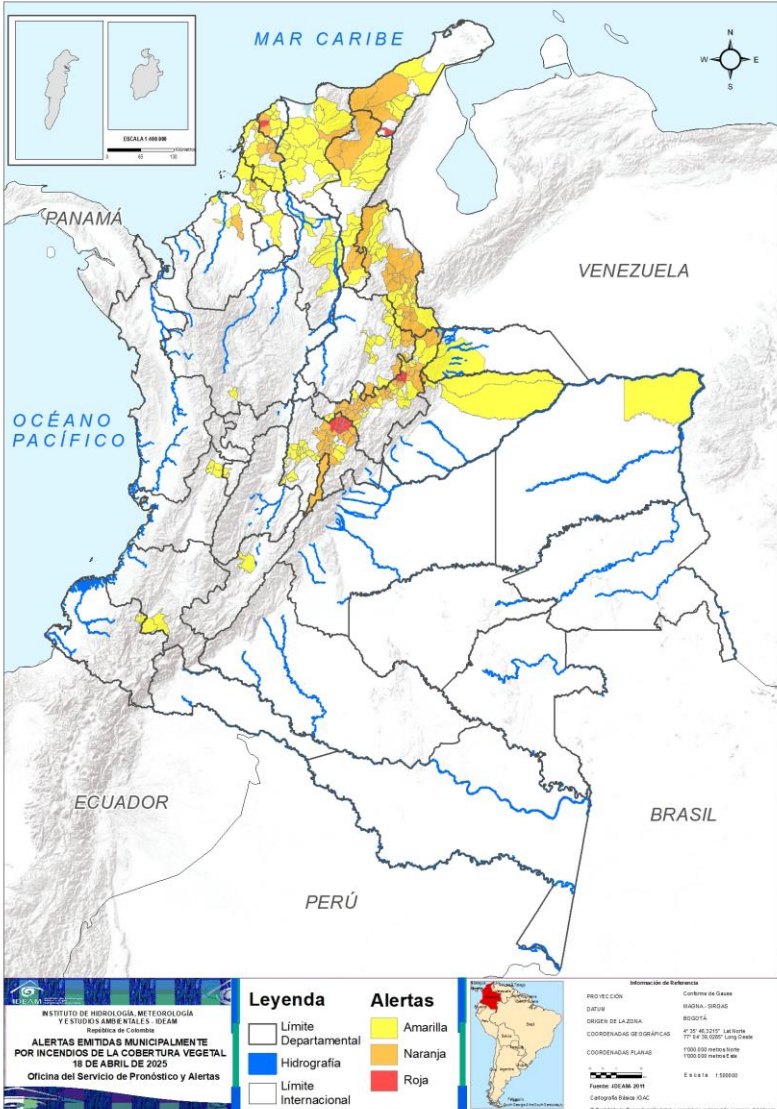 MAR CARIBE
N
W
E
S
ESCALA 1:400.000
PANAMÁ
VENEZUELA
OCÉANO
PACÍFICO
ECUADOR
BRASIL
PERÚ
IDEAM
INSTITUTO DE HIDROLOGÍA, METEOROLOGÍA
Y ESTUDIOS AMBIENTALES - IDEAM
República de Colombia
ALERTAS EMITIDAS MUNICIPALMENTE
POR INCENDIOS DE LA COBERTURA VEGETAL
18 DE ABRIL DE 2025
Oficina del Servicio de Pronóstico y Alertas
Leyenda
Límite
Departamental
Hidrografía
Límite
Internacional
Alertas
Amarilla
Naranja
Roja
Información de Referencia
PROYECCIÓN
Conforme de Gauss
DATUM
MAGNA - SIRGAS
ORIGEN DE LA ZONA
BOGOTÁ
COORDENADAS GEOGRÁFICAS
COORDENADAS PLANAS
1'000.000 metros Norte
1'000.000 metros Este
Escala
Fuente: IDEAM. 2011
Cartografía Básica: IGAC